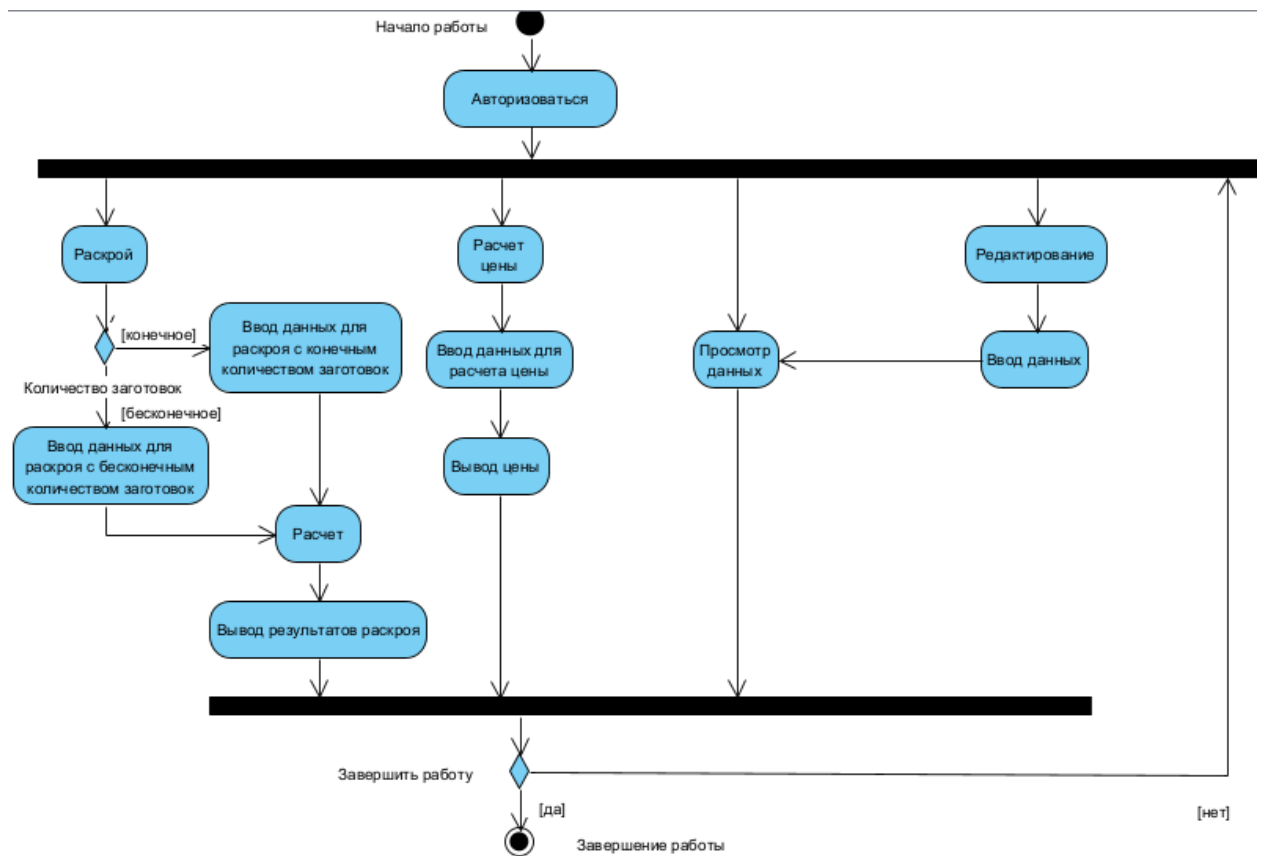 Начало работы
Авторизоваться
Раскрой
Расчет
цены
Редактирование
[конечное]
Ввод данных для
раскроя с конечным
количеством заготовок
Ввод данных для
расчета цены
Просмотр
данных
Ввод данных
Количество заготовок
[бесконечное]
Ввод данных для
раскроя с бесконечным
количеством заготовок
Вывод цены
Расчет
Вывод результатов раскроя
Завершить работу
[да]
[нет]
Завершение работы